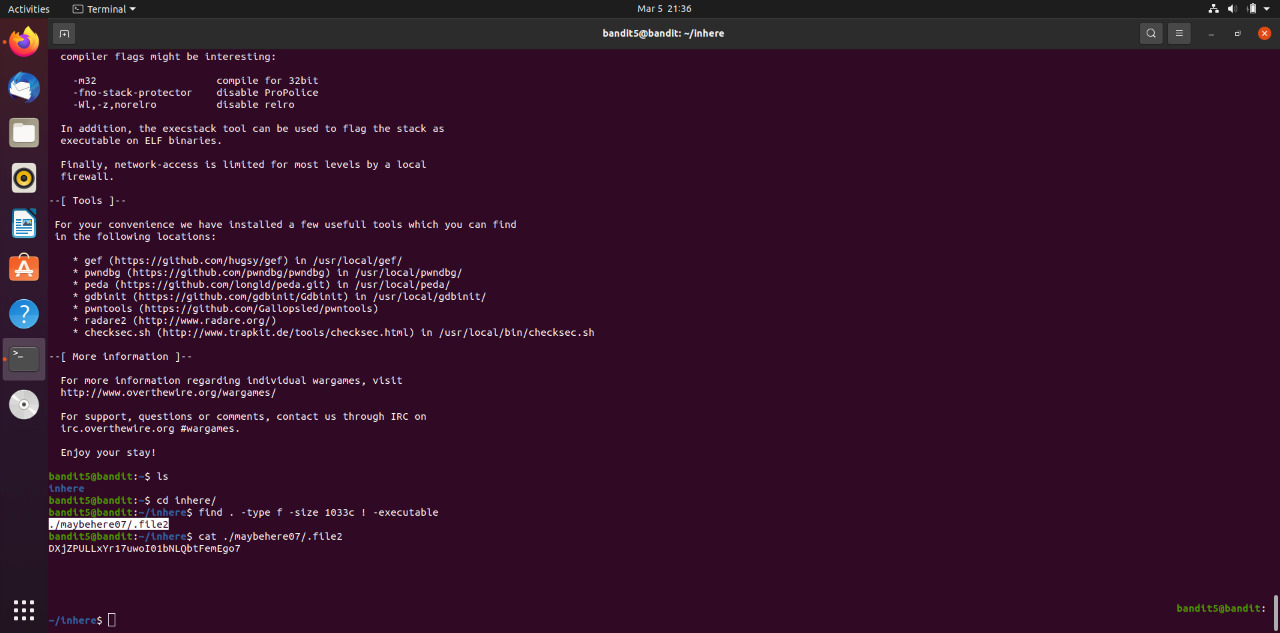 Activities
Terminal
Mar 5 21:36
bandit5@bandit: ~/inhere
compiler flags might be interesting:
-m32 compile for 32bit
-fno-stack-protector disable ProPolice
-Wl,-z,norelro disable relro
In addition, the execstack tool can be used to flag the stack as
executable on ELF binaries.
Finally, network-access is limited for most levels by a local
firewall.
--[ Tools ]--
For your convenience we have installed a few usefull tools which you can find
in the following locations:
* gef (https://github.com/hugsy/gef) in /usr/local/gef/
* pwndbg (https://github.com/pwndbg/pwndbg) in /usr/local/pwndbg/
* peda (https://github.com/longld/peda.git) in /usr/local/peda/
* gdbinit (https://github.com/gdbinit/Gdbinit) in /usr/local/gdbinit/
* pwntools (https://github.com/Gallopsled/pwntools)
* radare2 (http://www.radare.org/)
* checksec.sh (http://www.trapkit.de/tools/checksec.html) in /usr/local/bin/checksec.sh
--[ More information ]--
For more information regarding individual wargames, visit
http://www.overthewire.org/wargames/
For support, questions or comments, contact us through IRC on
irc.overthewire.org #wargames.
Enjoy your stay!
bandit5@bandit:~$ ls
inhere
bandit5@bandit:~$ cd inhere/
bandit5@bandit:~/inhere$ find . -type f -size 1033c ! -executable
./maybehere07/.file2
bandit5@bandit:~/inhere$ cat ./maybehere07/.file2
DXjZPULLxYr17uwoI01bNLQbtFemEgo7
bandit5@bandit:
~/inhere$